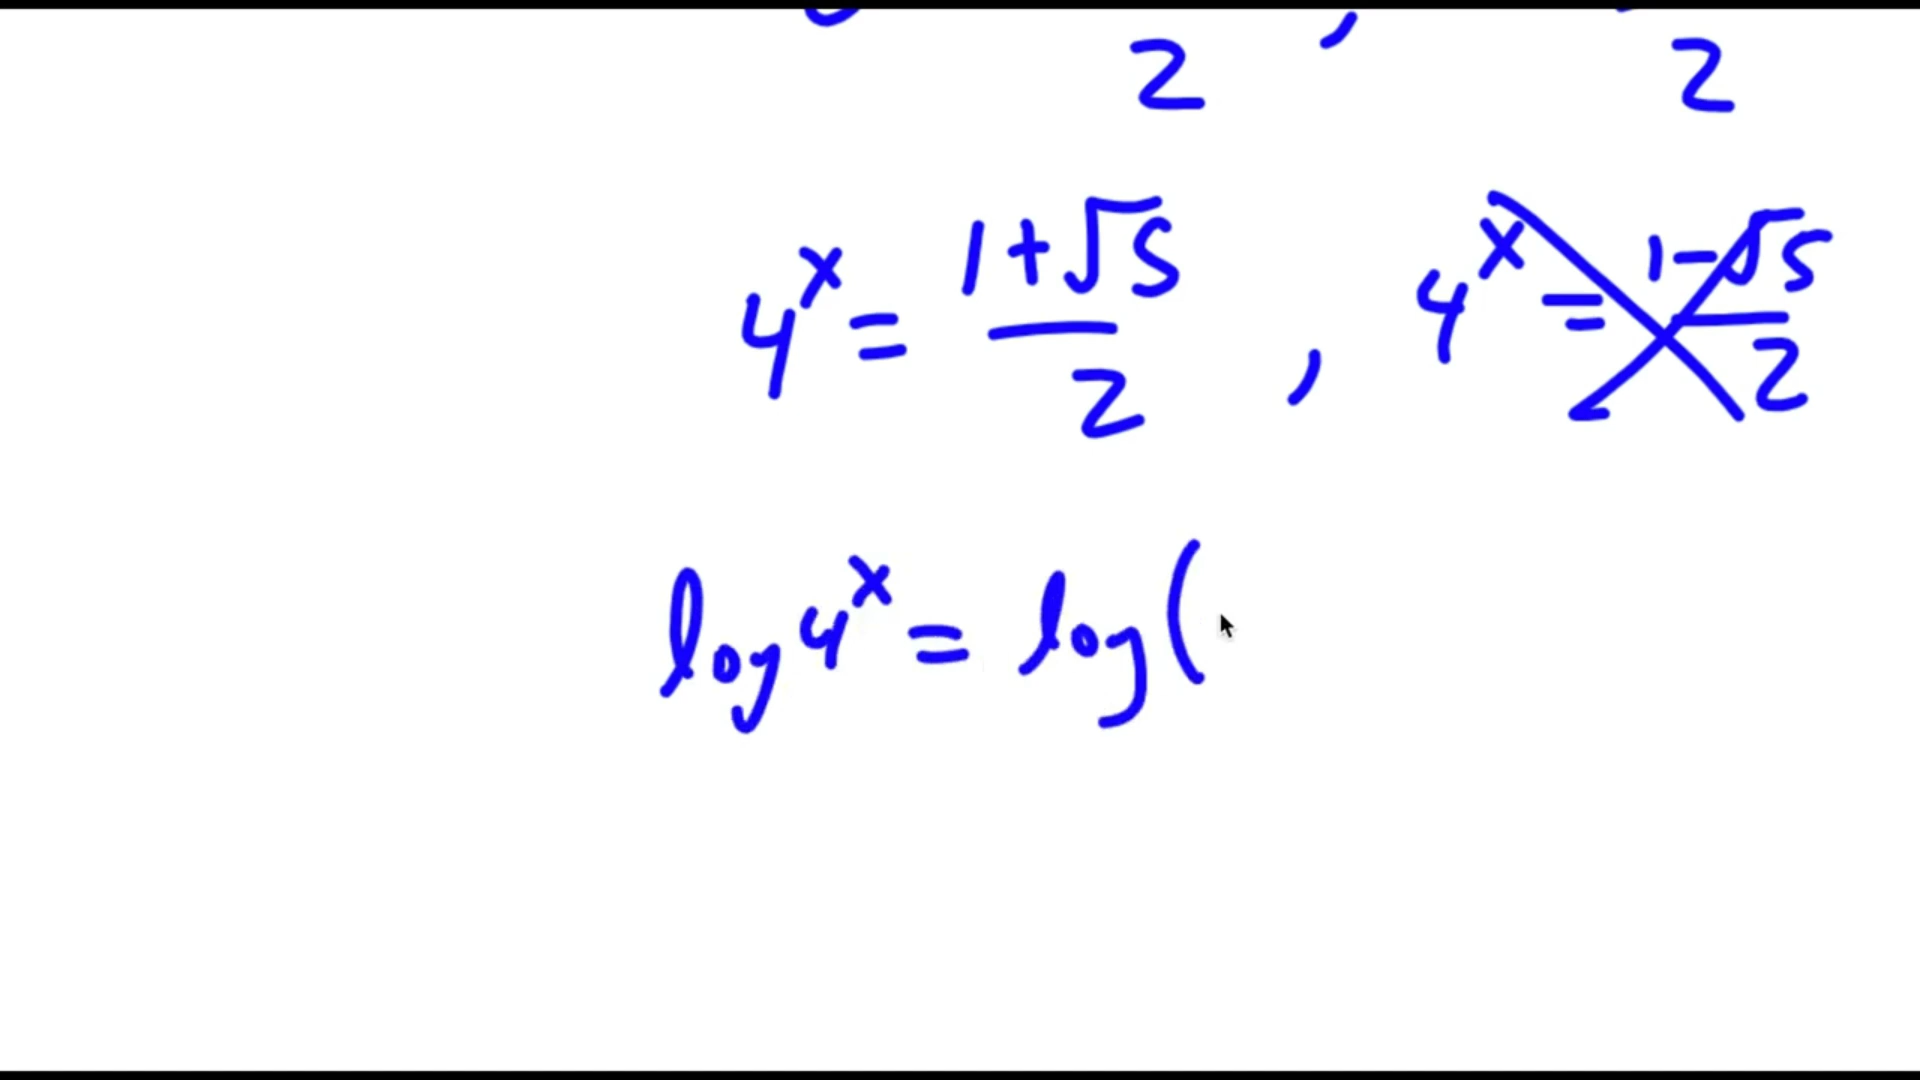 2 , 2
4^x = (1+√5)/2 , 4^x = (1-√5)/2
log 4^x = log(